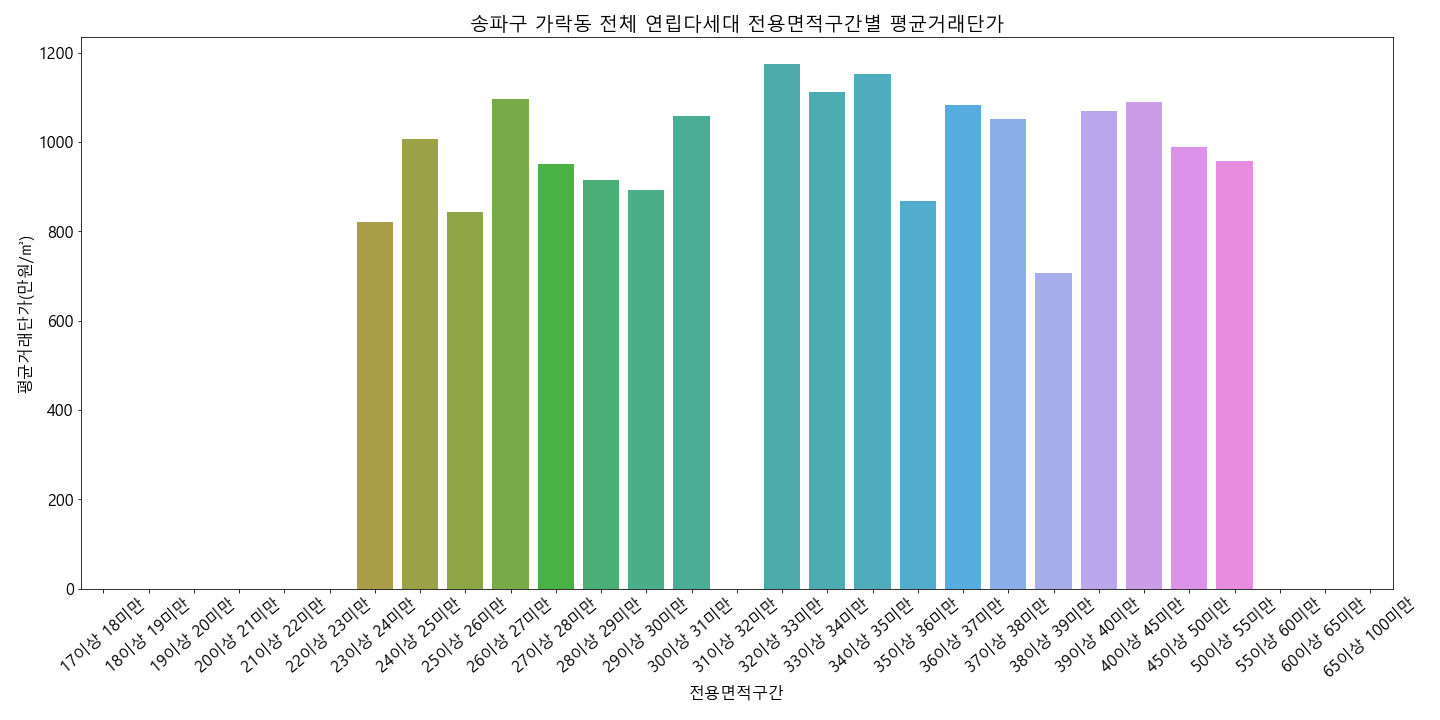 송파구 가락동 전체 연립다세대 전용면적구간별 평균거래단가
1200
1000
800
600
400
200
0
평균거래단가(만원/㎡)
17이상 18미만
18이상 19미만
19이상 20미만
20이상 21미만
21이상 22미만
22이상 23미만
23이상 24미만
24이상 25미만
25이상 26미만
26이상 27미만
27이상 28미만
28이상 29미만
29이상 30미만
30이상 31미만
31이상 32미만
32이상 33미만
33이상 34미만
34이상 35미만
35이상 36미만
36이상 37미만
37이상 38미만
38이상 39미만
39이상 40미만
40이상 45미만
45이상 50미만
50이상 55미만
55이상 60미만
60이상 65미만
65이상 100미만
전용면적구간